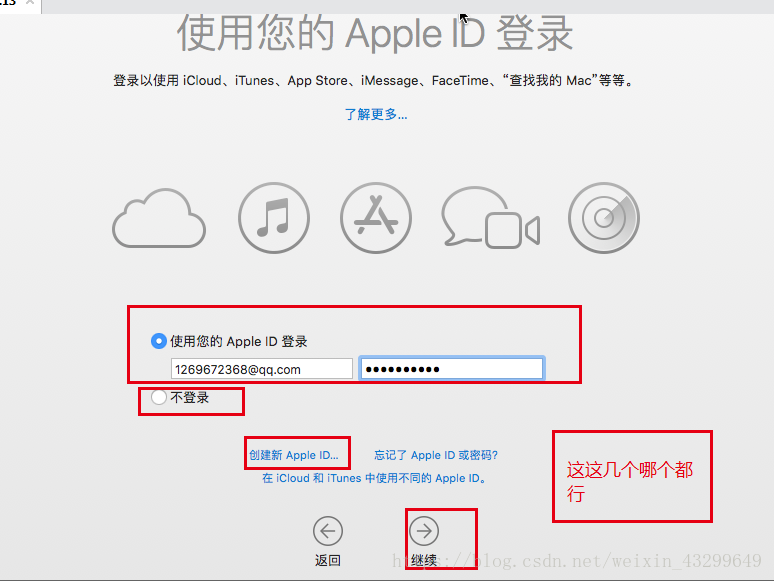 .13 ×
使用您的 Apple ID 登录
登录以使用 iCloud、iTunes、App Store、iMessage、FaceTime、“查找我的 Mac”等等。
了解更多...
使用您的 Apple ID 登录
1269672368@qq.com ●●●●●●●●●●
不登录
创建新 Apple ID... 忘记了 Apple ID 或密码?
在 iCloud 和 iTunes 中使用不同的 Apple ID。
这这几个哪个都
行
返回 继续
https://blog.csdn.net/weixin_43299649